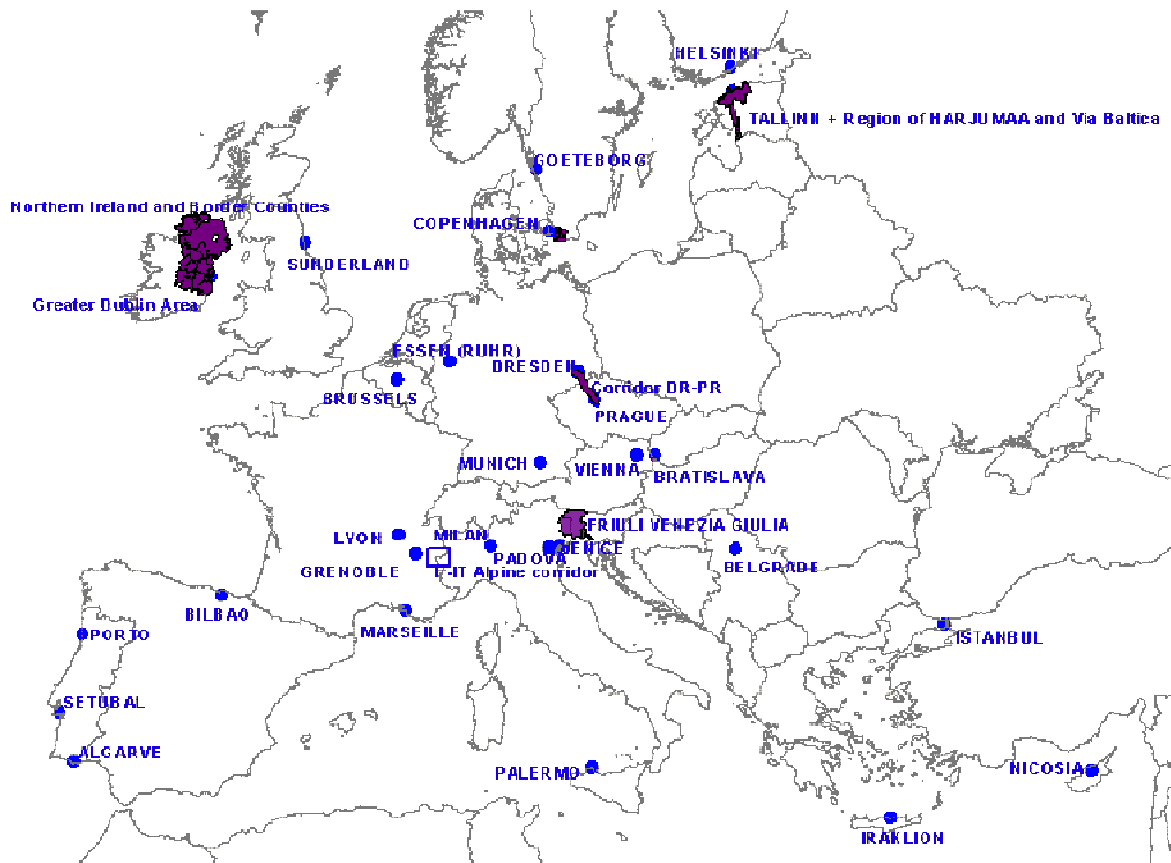 HELSINKI
TALLINN + Region of HARJUMAA and Via Baltica
GOETEBORG
Northern Ireland and Border Counties
COPENHAGEN
SUNDERLAND
Greater Dublin Area
ESSEN (RUHR)
DRESDEN
Corridor DR-PR
BRUSSELS
PRAGUE
MUNICH
VIENNA
BRATISLAVA
FRIULI VENEZIA GIULIA
LYON
MILAN
PADOVA
VENICE
BELGRADE
GRENOBLE
F-IT Alpine corridor
BILBAO
MARSEILLE
PORTO
ISTANBUL
SETUBAL
ALGARVE
PALERMO
NICOSIA
IRAKLION